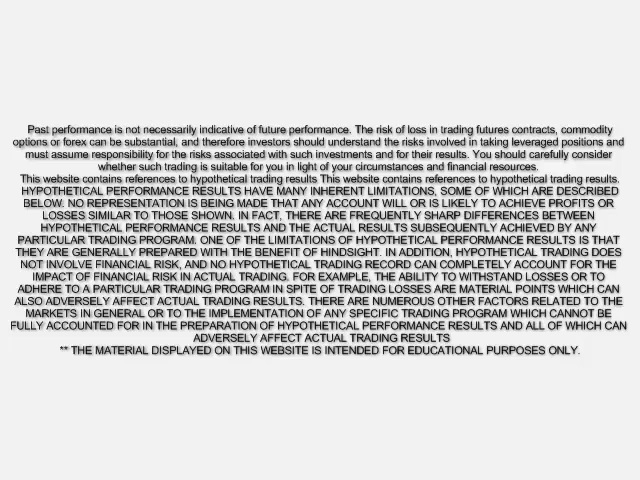 Past performance is not necessarily indicative of future performance. The risk of loss in trading futures contracts, commodity
options or forex can be substantial, and therefore investors should understand the risks involved in taking leveraged positions and
must assume responsibility for the risks associated with such investments and for their results. You should carefully consider
whether such trading is suitable for you in light of your circumstances and financial resources.
This website contains references to hypothetical trading results This website contains references to hypothetical trading results.
HYPOTHETICAL PERFORMANCE RESULTS HAVE MANY INHERENT LIMITATIONS, SOME OF WHICH ARE DESCRIBED
BELOW. NO REPRESENTATION IS BEING MADE THAT ANY ACCOUNT WILL OR IS LIKELY TO ACHIEVE PROFITS OR
LOSSES SIMILAR TO THOSE SHOWN. IN FACT, THERE ARE FREQUENTLY SHARP DIFFERENCES BETWEEN
HYPOTHETICAL PERFORMANCE RESULTS AND THE ACTUAL RESULTS SUBSEQUENTLY ACHIEVED BY ANY
PARTICULAR TRADING PROGRAM. ONE OF THE LIMITATIONS OF HYPOTHETICAL PERFORMANCE RESULTS IS THAT
THEY ARE GENERALLY PREPARED WITH THE BENEFIT OF HINDSIGHT. IN ADDITION, HYPOTHETICAL TRADING DOES
NOT INVOLVE FINANCIAL RISK, AND NO HYPOTHETICAL TRADING RECORD CAN COMPLETELY ACCOUNT FOR THE
IMPACT OF FINANCIAL RISK IN ACTUAL TRADING. FOR EXAMPLE, THE ABILITY TO WITHSTAND LOSSES OR TO
ADHERE TO A PARTICULAR TRADING PROGRAM IN SPITE OF TRADING LOSSES ARE MATERIAL POINTS WHICH CAN
ALSO ADVERSELY AFFECT ACTUAL TRADING RESULTS. THERE ARE NUMEROUS OTHER FACTORS RELATED TO THE
MARKETS IN GENERAL OR TO THE IMPLEMENTATION OF ANY SPECIFIC TRADING PROGRAM WHICH CANNOT BE
FULLY ACCOUNTED FOR IN THE PREPARATION OF HYPOTHETICAL PERFORMANCE RESULTS AND ALL OF WHICH CAN
ADVERSELY AFFECT ACTUAL TRADING RESULTS
** THE MATERIAL DISPLAYED ON THIS WEBSITE IS INTENDED FOR EDUCATIONAL PURPOSES ONLY.